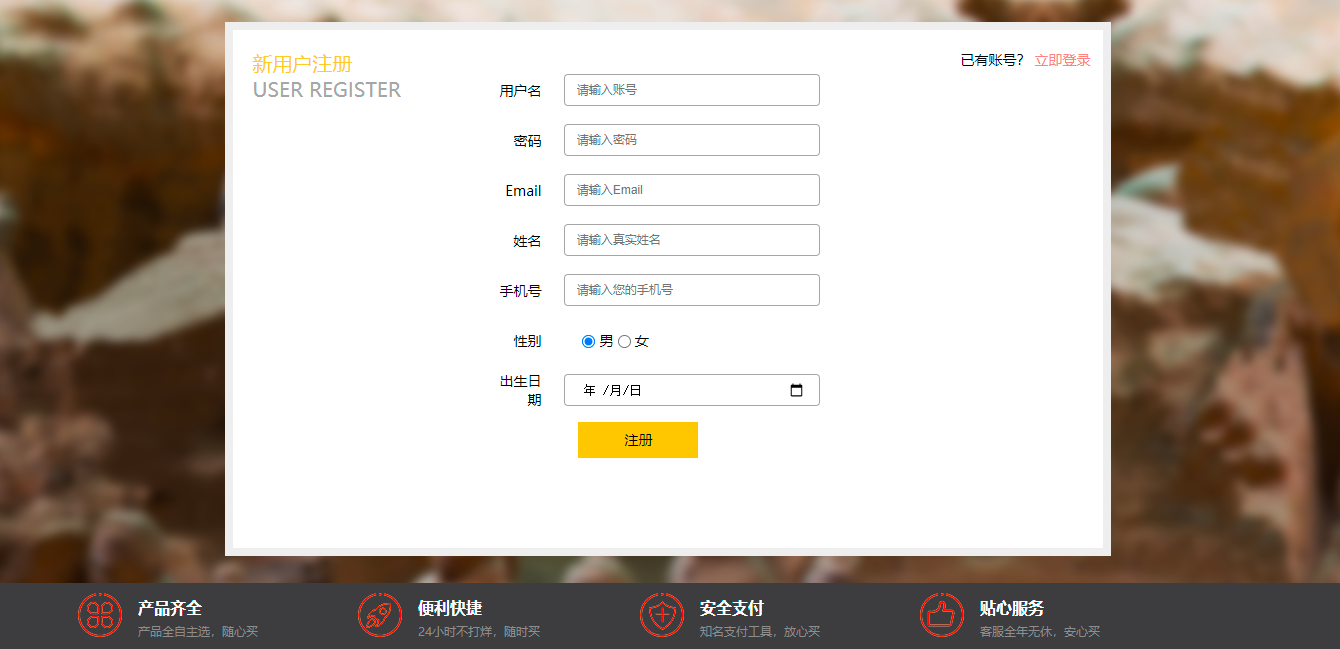 新用户注册
USER REGISTER
已有账号? 立即登录
用户名 请输入账号
密码 请输入密码
Email 请输入Email
姓名 请输入真实姓名
手机号 请输入您的手机号
性别 男 女
出生日
期
年 /月/日
注册
产品齐全
产品全自主选，随心买
便利快捷
24小时不打烊，随时买
安全支付
知名支付工具，放心买
贴心服务
客服全年无休，安心买